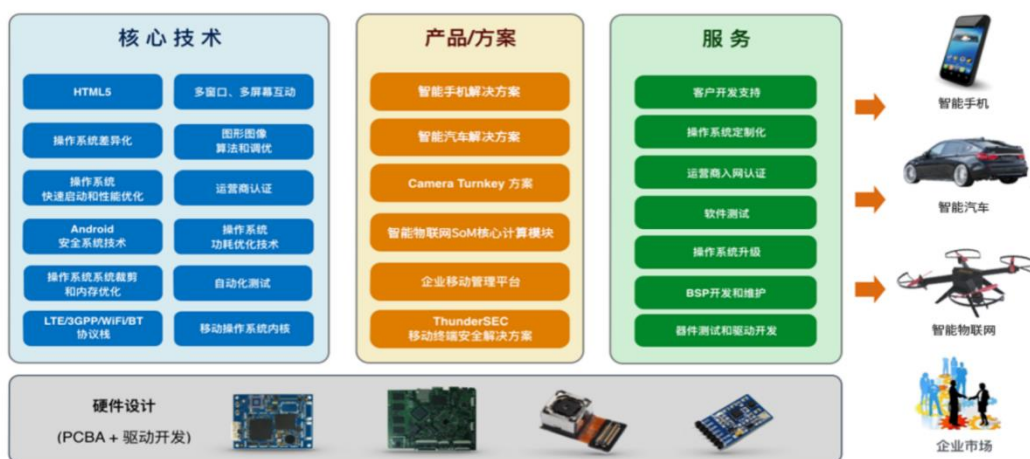 核心技术
HTML5
多窗口、多屏幕互动
操作系统差异化
图形图像
算法和调优
操作系统
快速启动和性能优化
运营商认证
Android
安全系统技术
操作系统
功耗优化技术
操作系统系统裁剪
和内存优化
自动化测试
LTE/3GPP/WiFi/BT
协议栈
移动操作系统内核
产品/方案
智能手机解决方案
智能汽车解决方案
Camera Turnkey 方案
智能物联网SoM核心计算模块
企业移动管理平台
ThunderSEC
移动终端安全解决方案
服务
客户开发支持
操作系统定制化
运营商入网认证
软件测试
操作系统升级
BSP开发和维护
器件测试和驱动开发
智能手机
智能汽车
智能物联网
企业市场
硬件设计
(PCBA + 驱动开发)